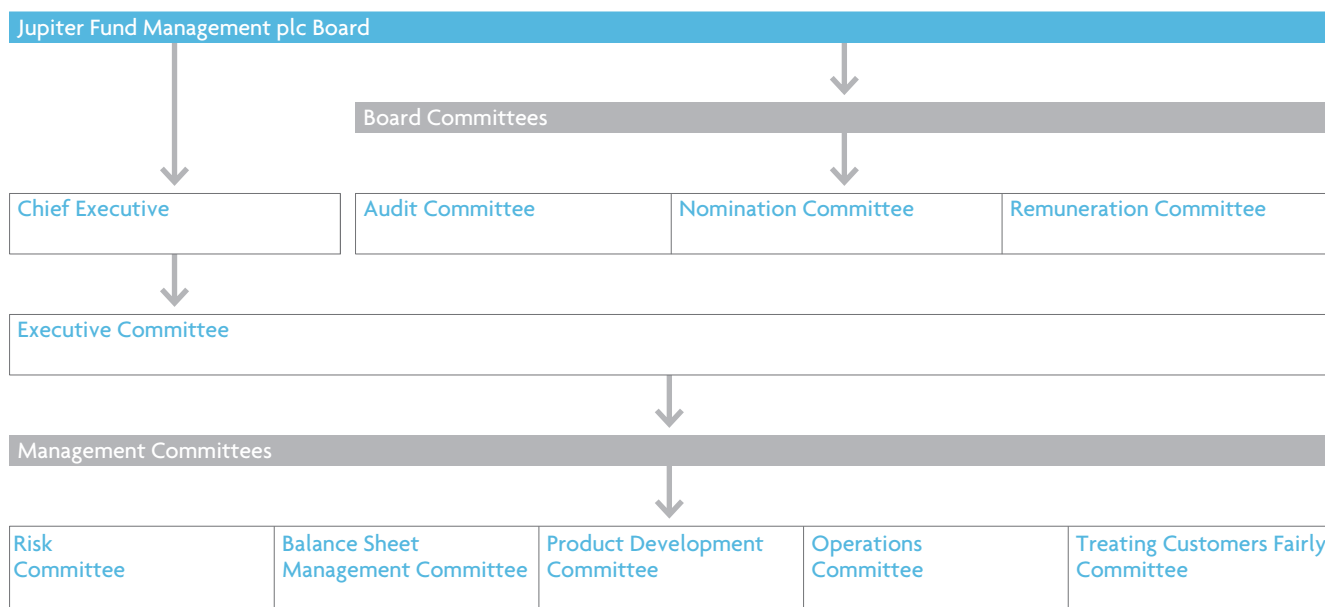 Jupiter Fund Management plc Board
Board Committees
Chief Executive
Audit Committee
Nomination Committee
Remuneration Committee
Executive Committee
Management Committees
Risk
Committee
Balance Sheet
Management Committee
Product Development
Committee
Operations
Committee
Treating Customers Fairly
Committee